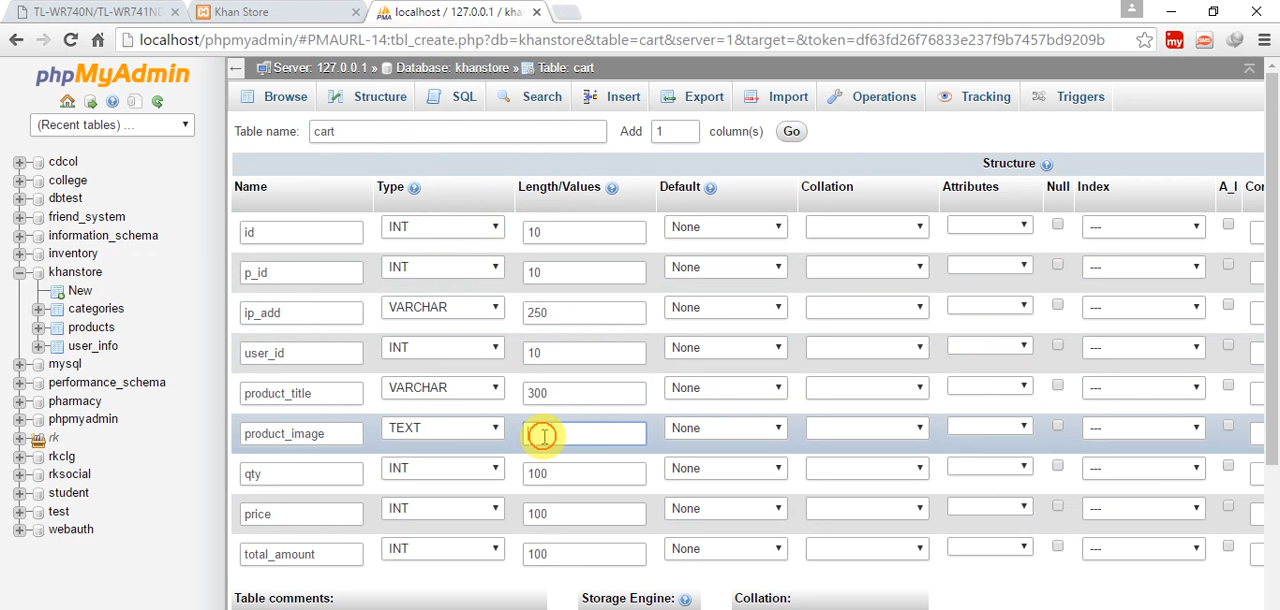 TL-WR740N/TL-WR741ND
Khan Store
localhost / 127.0.0.1 / kha
localhost/phpmyadmin/#PMAURL-14:tbl_create.php?db=khanstore&table=cart&server=1&target=&token=df63fd26f76833e237f9b7457bd9209b
phpMyAdmin
(Recent tables) ...
cdcol
college
dbtest
friend_system
information_schema
inventory
khanstore
New
categories
products
user_info
mysql
performance_schema
pharmacy
phpmyadmin
rk
rkclg
rksocial
student
test
webauth
Server: 127.0.0.1 » Database: khanstore » Table: cart
Browse Structure SQL Search Insert Export Import Operations Tracking Triggers
Table name: cart Add 1 column(s) Go
Structure
Name Type Length/Values Default Collation Attributes Null Index A_I Co
id INT 10 None ---
p_id INT 10 None ---
ip_add VARCHAR 250 None ---
user_id INT 10 None ---
product_title VARCHAR 300 None ---
product_image TEXT None ---
qty INT 100 None ---
price INT 100 None ---
total_amount INT 100 None ---
Table comments: Storage Engine: Collation: